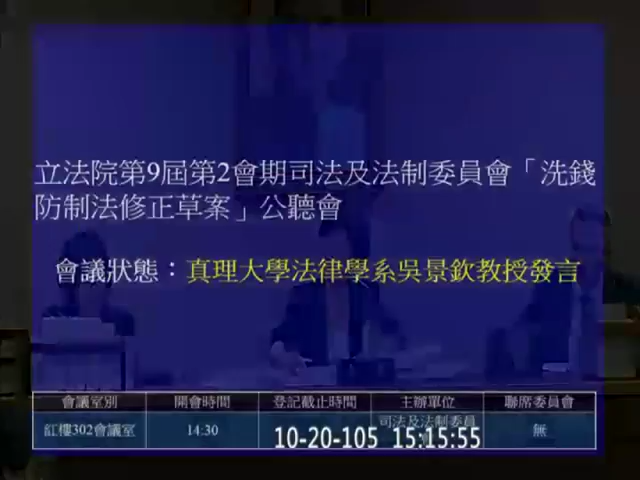 立法院第9屆第2會期司法及法制委員會「洗錢
防制法修正草案」公聽會
會議狀態：真理大學法律學系吳景欽教授發言
會議室別 開會時間 登記截止時間 主辦單位 聯席委員會
紅樓302會議室 14:30 司法及法制委員 無
10-20-105 15:15:55